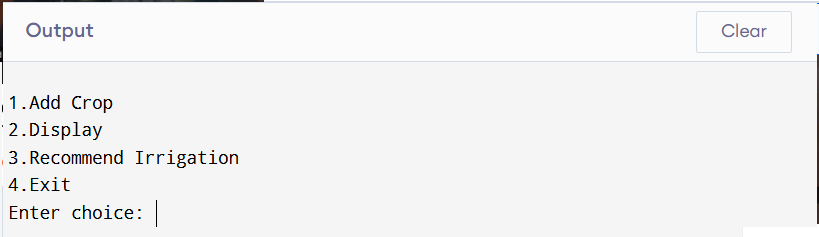 Output
Clear
1.Add Crop
2.Display
3.Recommend Irrigation
4.Exit
Enter choice: